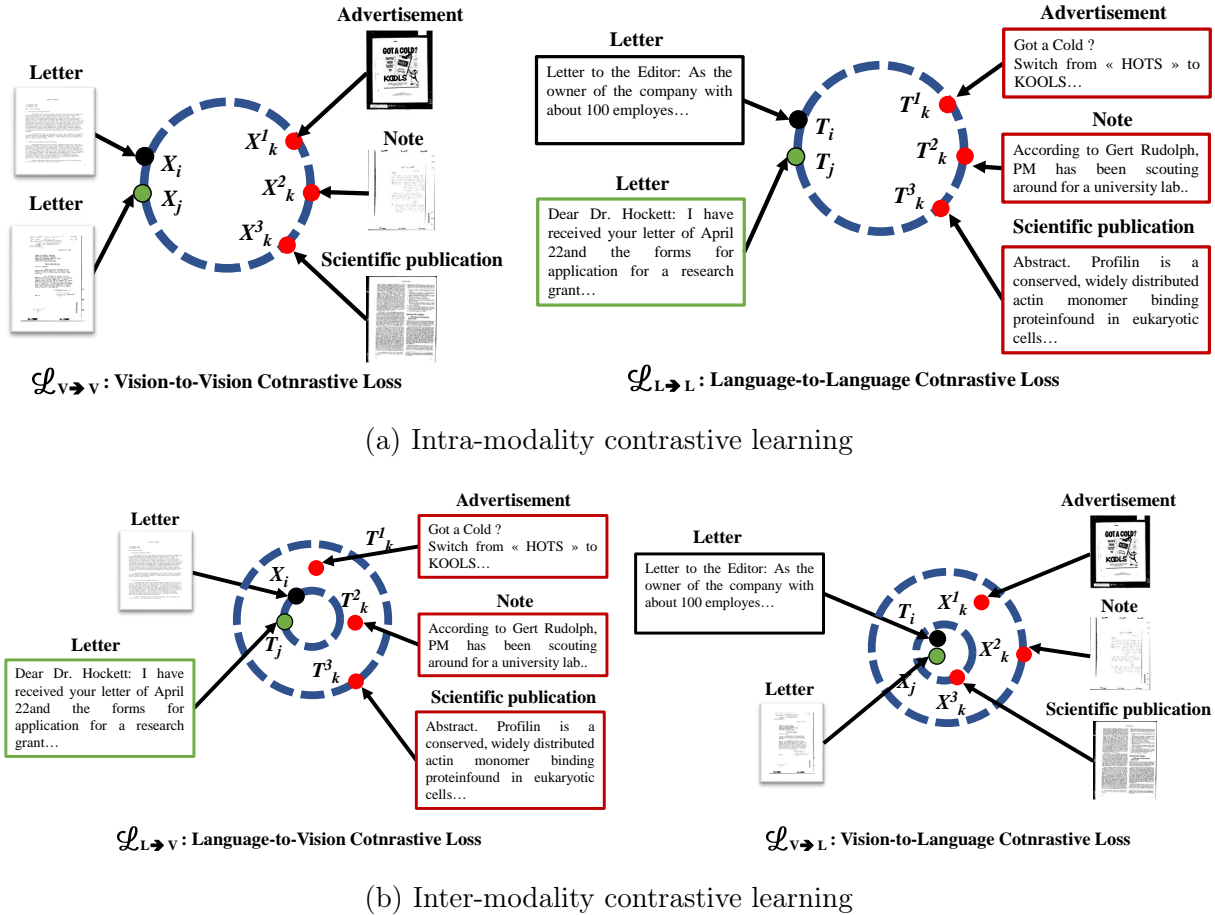 Advertisement
GOT A COLD?
KOOLS
Letter
X_i
X_j
X^1_k
Note
X^2_k
X^3_k
Letter
Scientific publication
ℒ V→V : Vision-to-Vision Cotnrastive Loss
Letter
Letter to the Editor: As the
owner of the company with
about 100 employes…
T_i
T_j
Letter
Dear Dr. Hockett: I have
received your letter of April
22and the forms for
application for a research
grant…
Advertisement
Got a Cold ?
Switch from « HOTS » to
KOOLS…
T^1_k
Note
According to Gert Rudolph,
PM has been scouting
around for a university lab..
T^2_k
T^3_k
Scientific publication
Abstract. Profilin is a
conserved, widely distributed
actin monomer binding
proteinfound in eukaryotic
cells…
ℒ L→L : Language-to-Language Cotnrastive Loss
(a) Intra-modality contrastive learning
Letter
X_i
T_j
Letter
Dear Dr. Hockett: I have
received your letter of April
22and the forms for
application for a research
grant…
Advertisement
T^1_k
Got a Cold ?
Switch from « HOTS » to
KOOLS…
Note
T^2_k
According to Gert Rudolph,
PM has been scouting
around for a university lab..
T^3_k
Scientific publication
Abstract. Profilin is a
conserved, widely distributed
actin monomer binding
proteinfound in eukaryotic
cells…
ℒ L→V : Language-to-Vision Cotnrastive Loss
Letter
Letter to the Editor: As the
owner of the company with
about 100 employes…
T_i
X_j
Letter
Advertisement
GOT A COLD?
KOOLS
X^1_k
Note
X^2_k
X^3_k
Scientific publication
ℒ V→L : Vision-to-Language Cotnrastive Loss
(b) Inter-modality contrastive learning